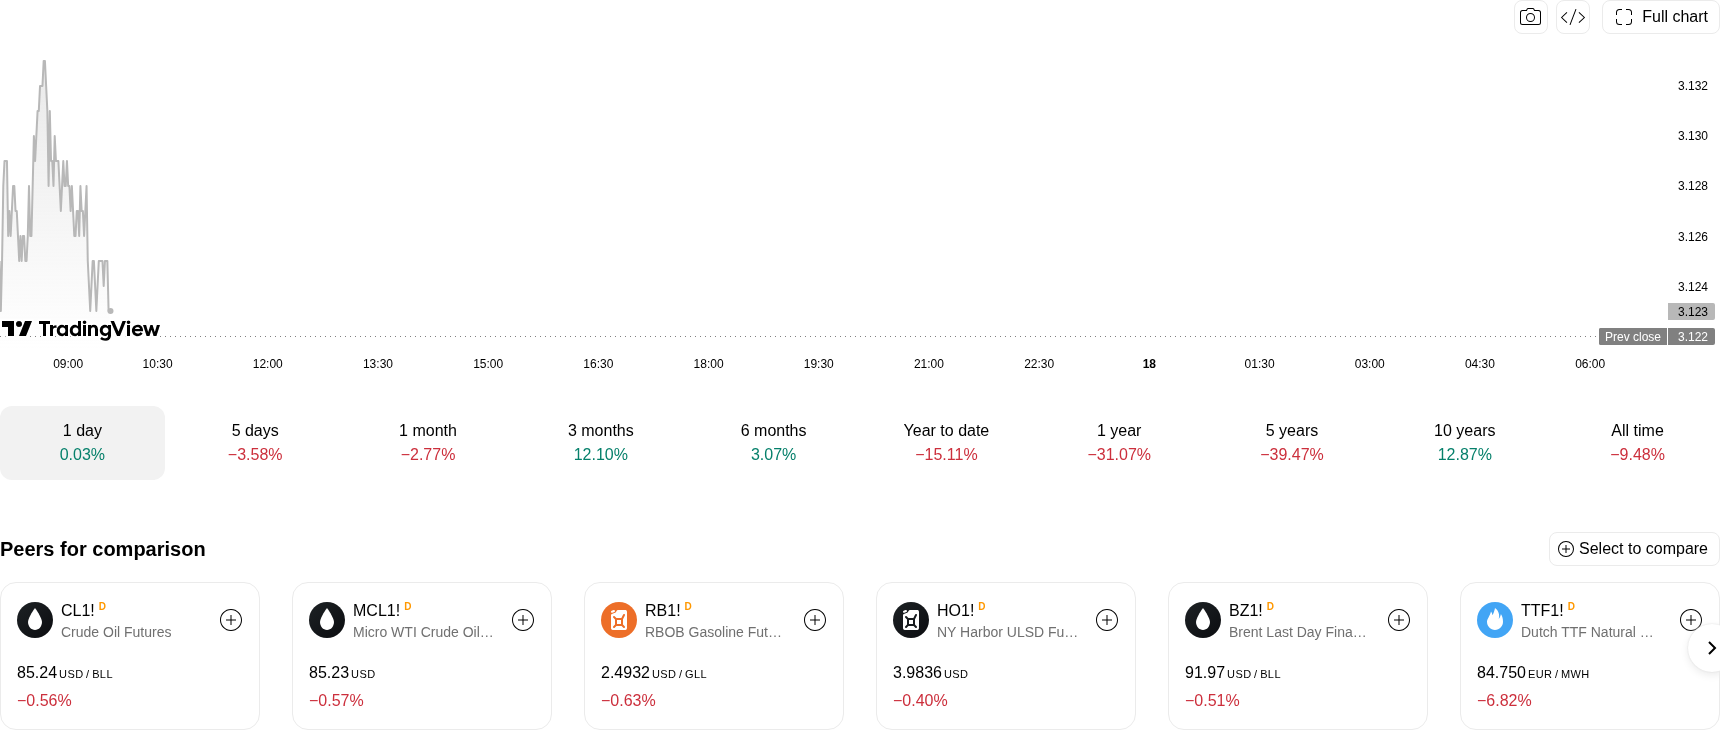 Full chart
3.132
3.130
3.128
3.126
3.124
3.123
TradingView
Prev close 3.122
09:00 10:30 12:00 13:30 15:00 16:30 18:00 19:30 21:00 22:30 18 01:30 03:00 04:30 06:00
1 day 5 days 1 month 3 months 6 months Year to date 1 year 5 years 10 years All time
0.03% −3.58% −2.77% 12.10% 3.07% −15.11% −31.07% −39.47% 12.87% −9.48%
Peers for comparison
Select to compare
CL1! D
Crude Oil Futures
85.24 USD / BLL
−0.56%
MCL1! D
Micro WTI Crude Oil…
85.23 USD
−0.57%
RB1! D
RBOB Gasoline Fut…
2.4932 USD / GLL
−0.63%
HO1! D
NY Harbor ULSD Fu…
3.9836 USD
−0.40%
BZ1! D
Brent Last Day Fina…
91.97 USD / BLL
−0.51%
TTF1! D
Dutch TTF Natural …
84.750 EUR / MWH
−6.82%